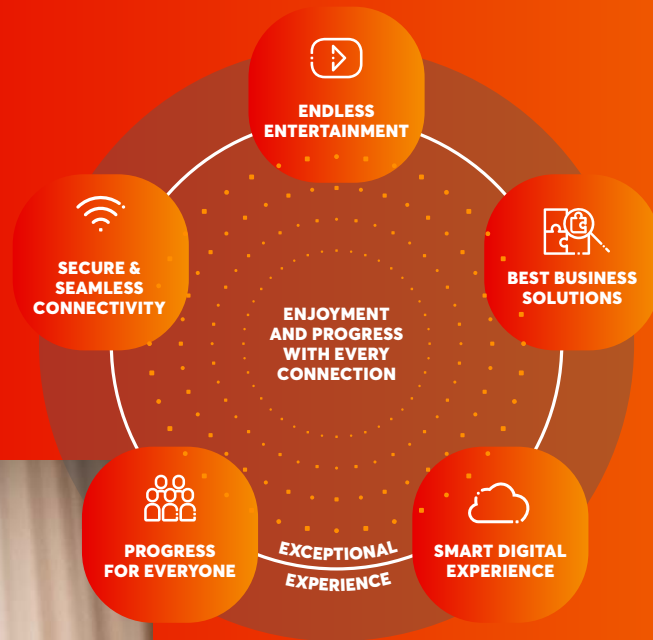 ENDLESS
ENTERTAINMENT
SECURE &
SEAMLESS
CONNECTIVITY
BEST BUSINESS
SOLUTIONS
ENJOYMENT
AND PROGRESS
WITH EVERY
CONNECTION
PROGRESS
FOR EVERYONE
EXCEPTIONAL
EXPERIENCE
SMART DIGITAL
EXPERIENCE